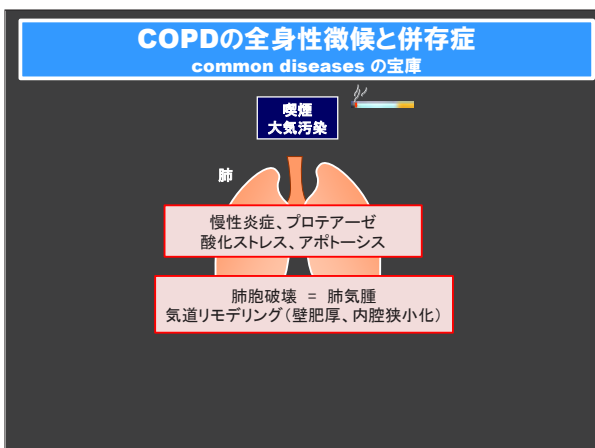 COPDの全身性徴候と併存症
common diseases の宝庫
喫煙
大気汚染
肺
慢性炎症、プロテアーゼ
酸化ストレス、アポトーシス
肺胞破壊 = 肺気腫
気道リモデリング(壁肥厚、内腔狭小化)